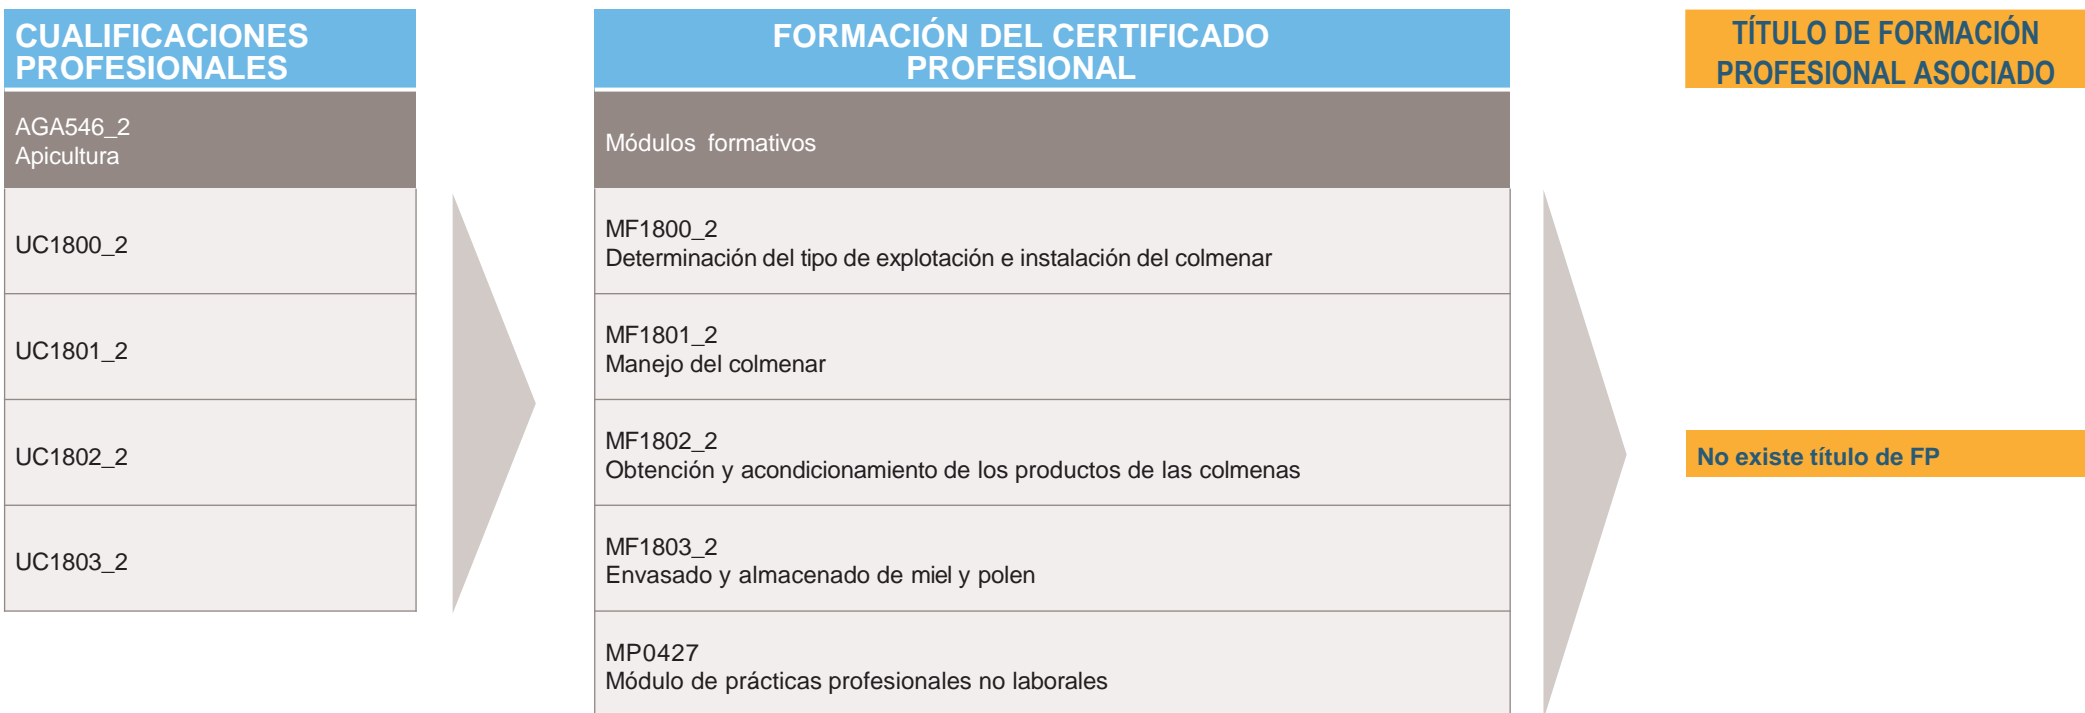 CUALIFICACIONES
PROFESIONALES
AGA546_2
Apicultura
UC1800_2
UC1801_2
UC1802_2
UC1803_2
FORMACIÓN DEL CERTIFICADO
PROFESIONAL
Módulos formativos
MF1800_2
Determinación del tipo de explotación e instalación del colmenar
MF1801_2
Manejo del colmenar
MF1802_2
Obtención y acondicionamiento de los productos de las colmenas
MF1803_2
Envasado y almacenado de miel y polen
MP0427
Módulo de prácticas profesionales no laborales
TÍTULO DE FORMACIÓN
PROFESIONAL ASOCIADO
No existe título de FP